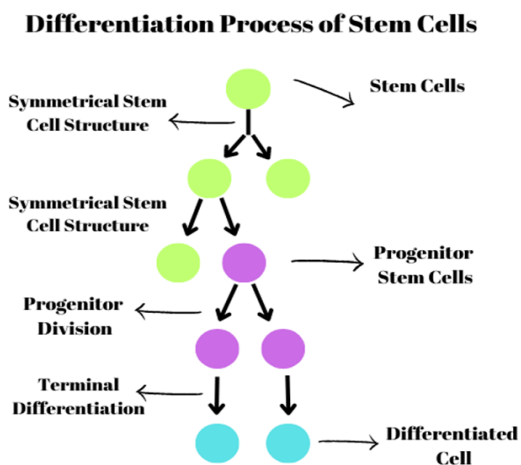 Differentiation Process of Stem Cells
Stem Cells
Symmetrical Stem
Cell Structure
Symmetrical Stem
Cell Structure
Progenitor
Stem Cells
Progenitor
Division
Terminal
Differentiation
Differentiated
Cell